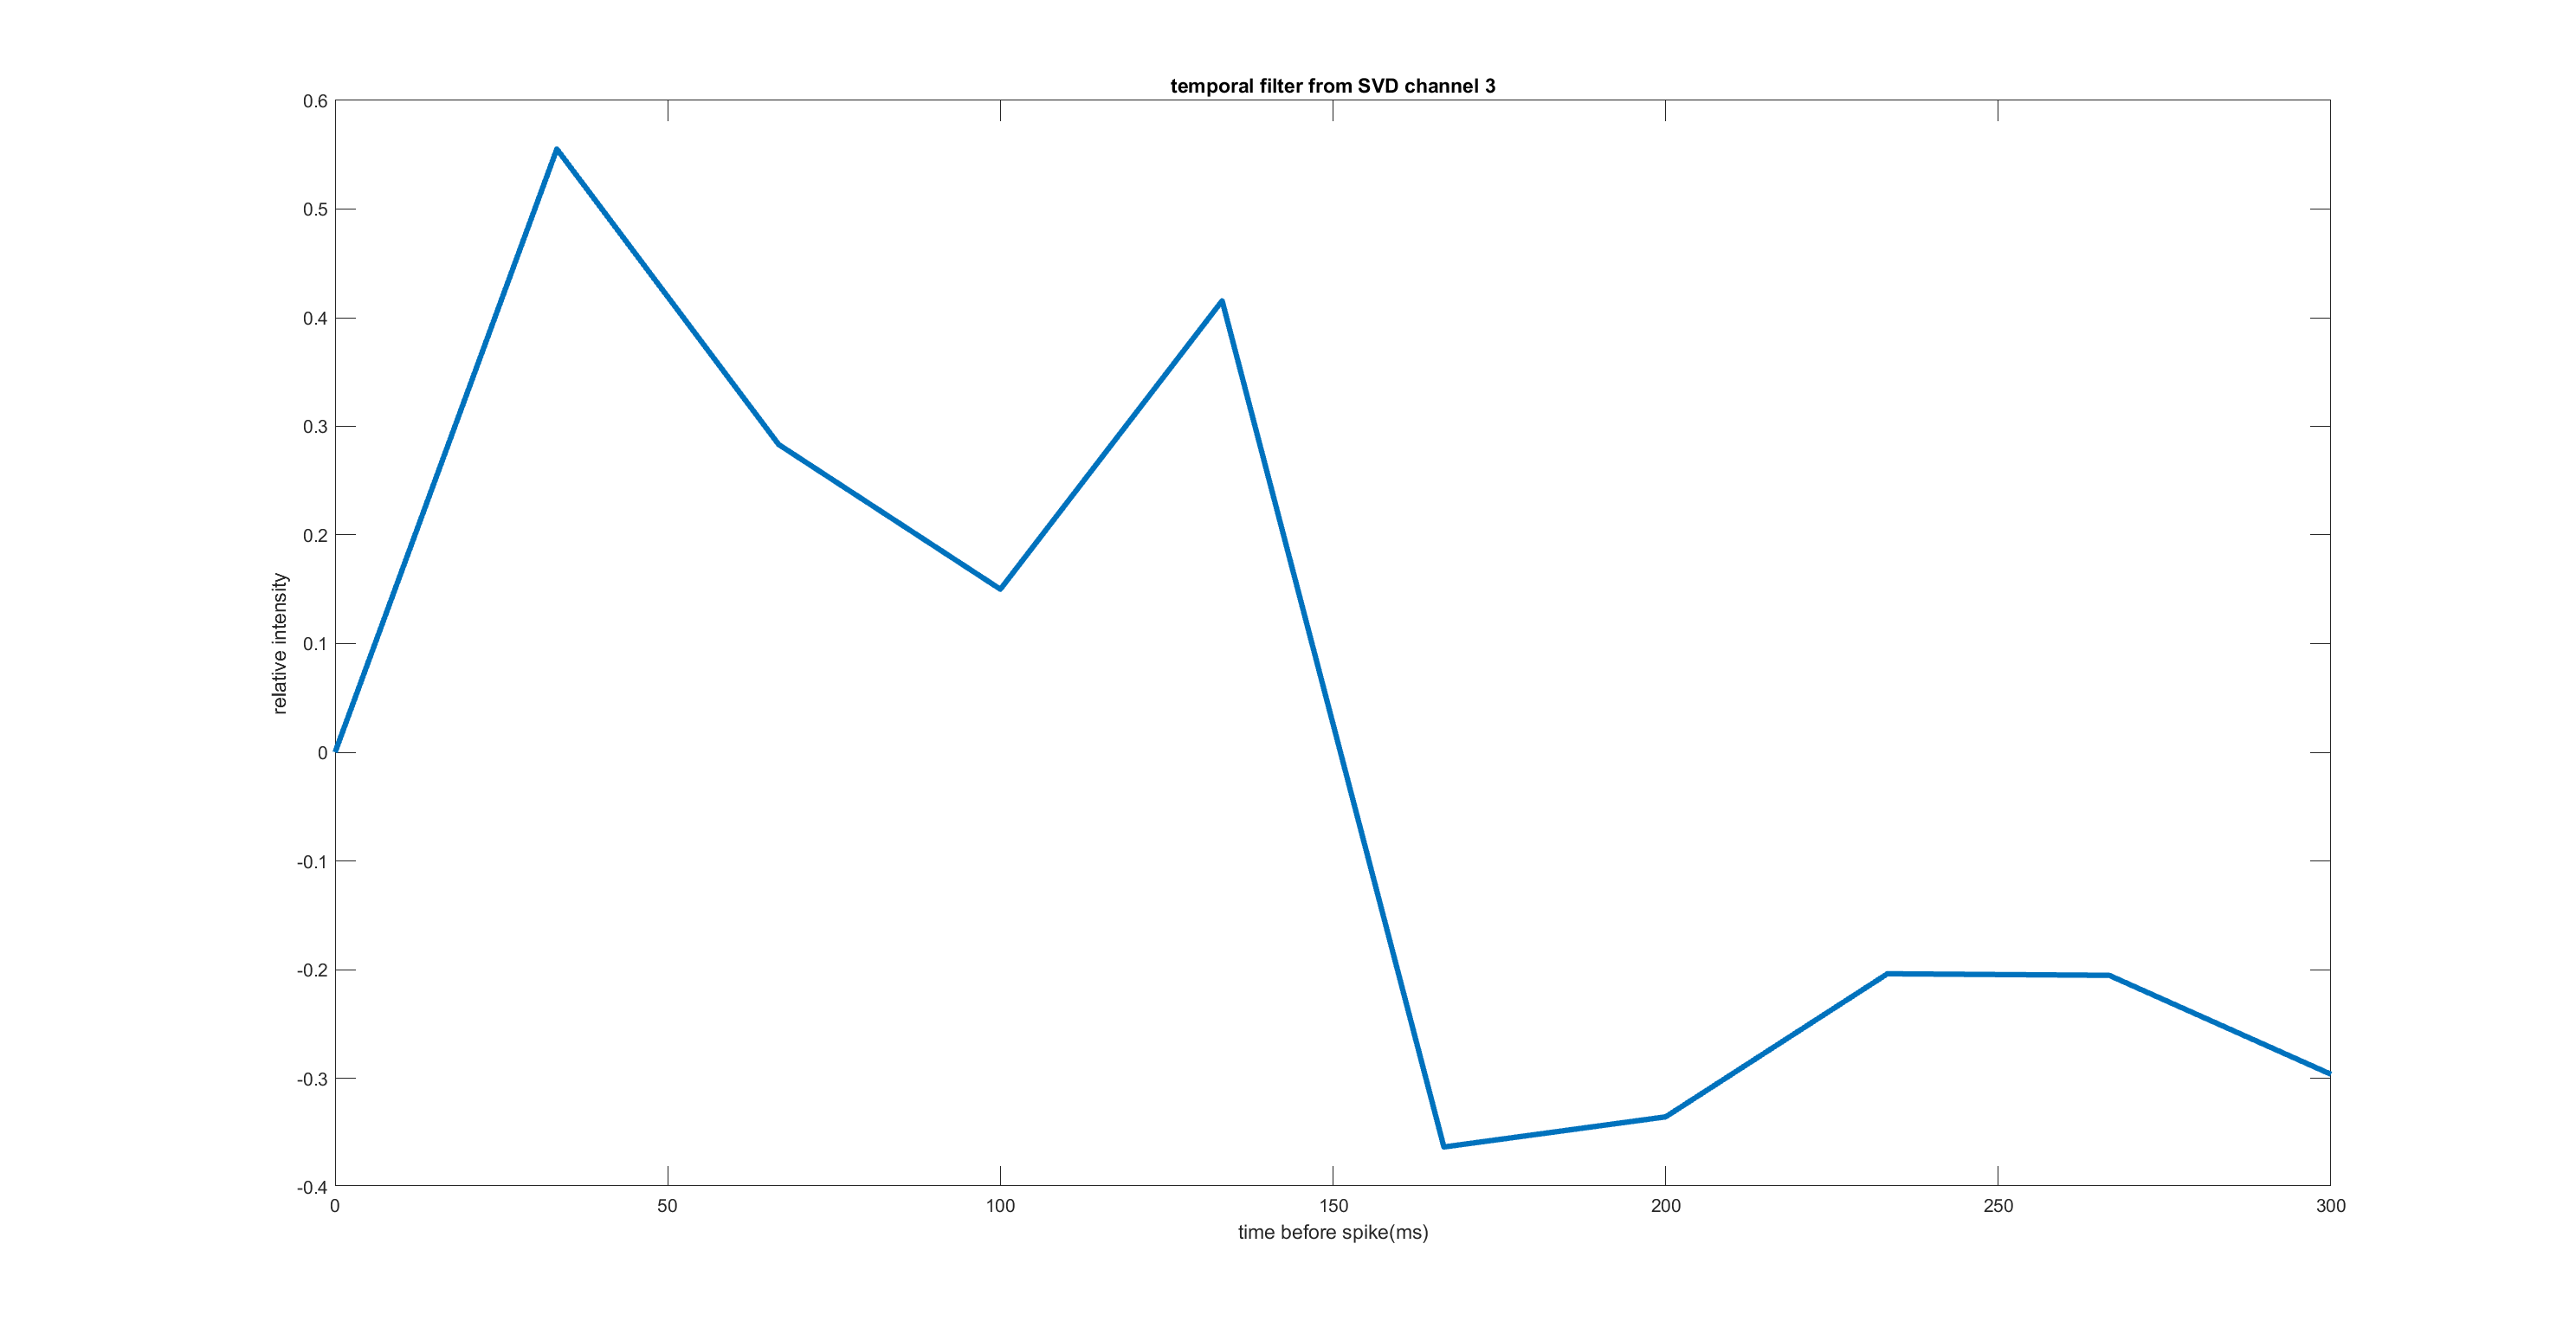 temporal filter from SVD channel 3
0.6
0.5
0.4
0.3
0.2
0.1
0
-0.1
-0.2
-0.3
-0.4
relative intensity
0 50 100 150 200 250 300
time before spike(ms)